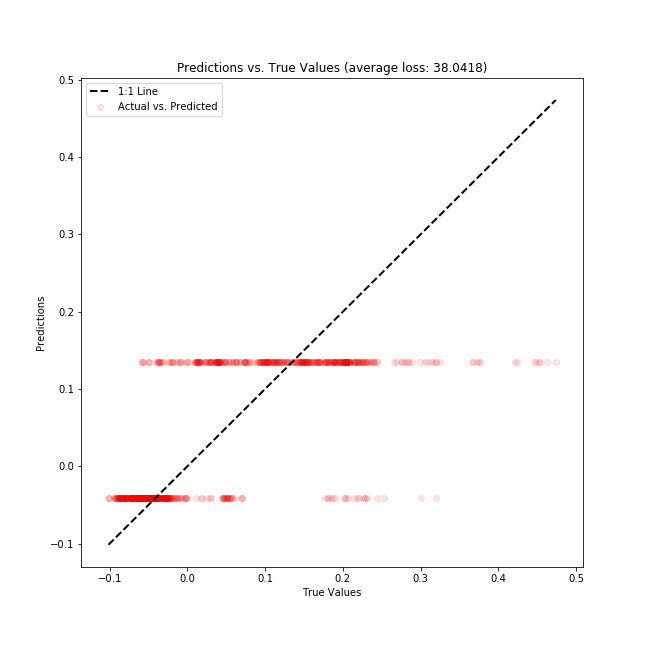 Predictions vs. True Values (average loss: 38.0418)
1:1 Line
Actual vs. Predicted
0.5
0.4
0.3
0.2
0.1
0.0
−0.1
Predictions
−0.1
0.0
0.1
0.2
0.3
0.4
0.5
True Values